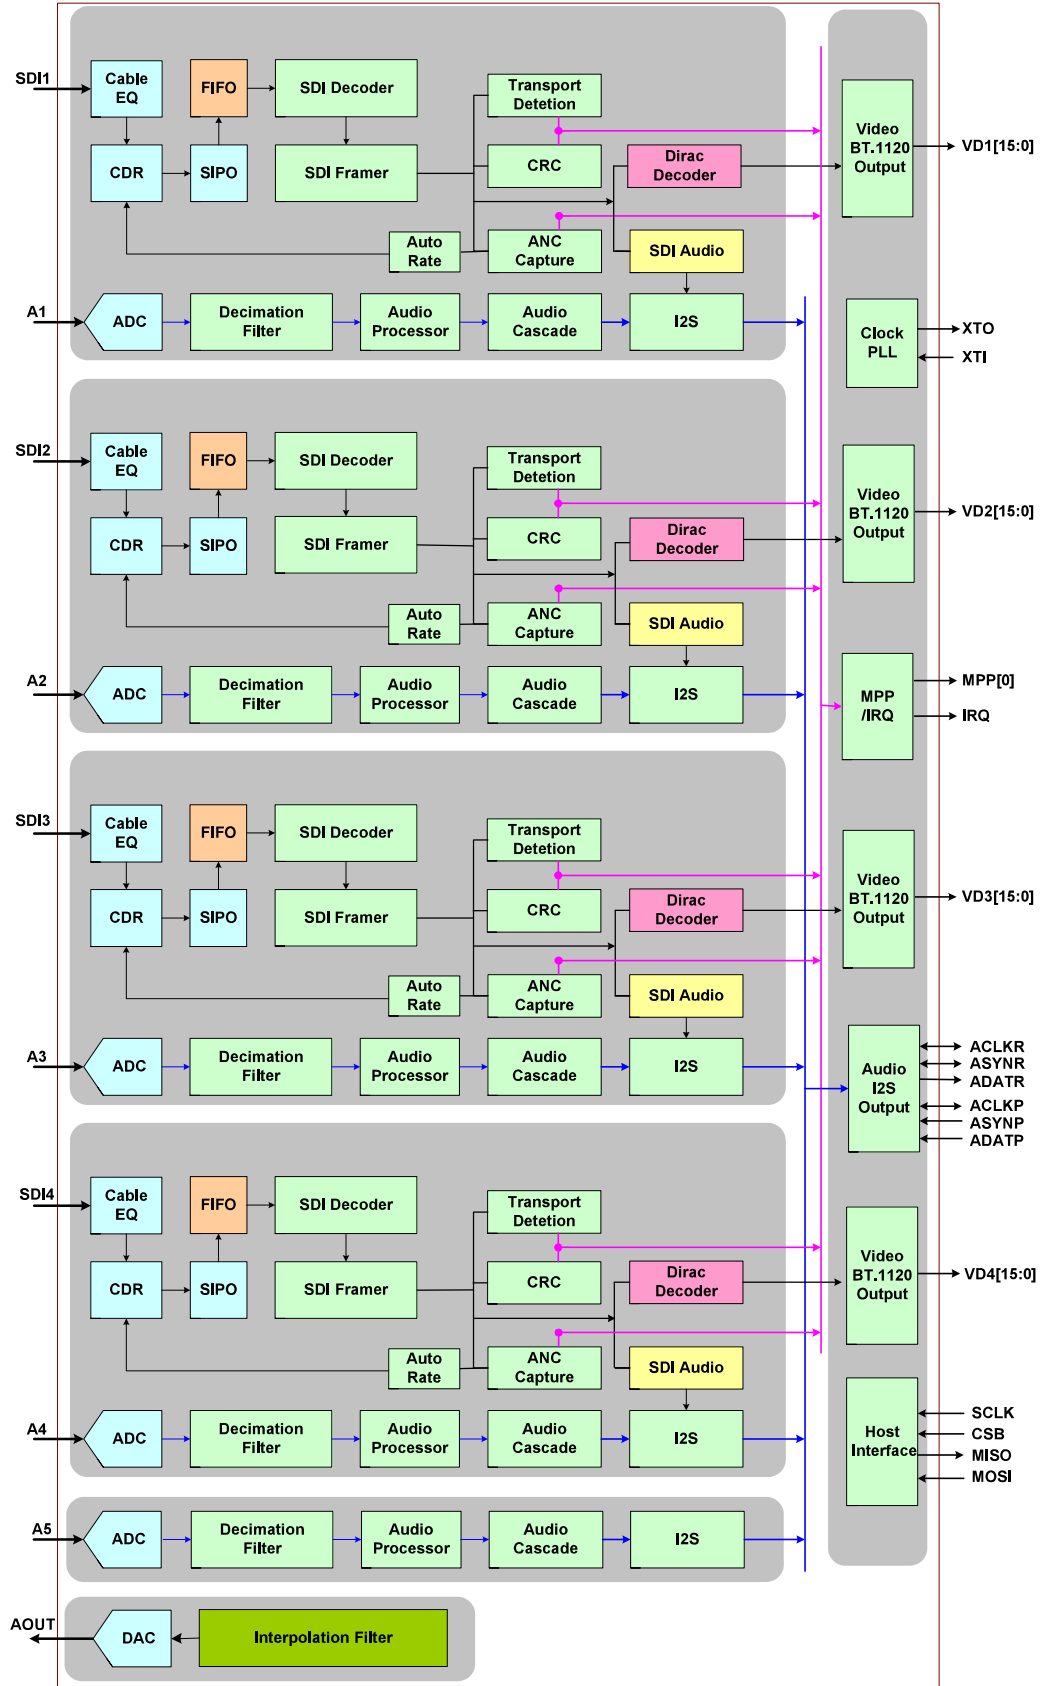 SDI1
Cable
EQ
FIFO
SDI Decoder
Transport
Detetion
Video
BT.1120
Output
VD1[15:0]
CDR
SIPO
SDI Framer
CRC
Dirac
Decoder
Auto
Rate
ANC
Capture
SDI Audio
A1
ADC
Decimation
Filter
Audio
Processor
Audio
Cascade
I2S
Clock
PLL
XTO
XTI
SDI2
Cable
EQ
FIFO
SDI Decoder
Transport
Detetion
Video
BT.1120
Output
VD2[15:0]
CDR
SIPO
SDI Framer
CRC
Dirac
Decoder
Auto
Rate
ANC
Capture
SDI Audio
A2
ADC
Decimation
Filter
Audio
Processor
Audio
Cascade
I2S
MPP
/IRQ
MPP[0]
IRQ
SDI3
Cable
EQ
FIFO
SDI Decoder
Transport
Detetion
Video
BT.1120
Output
VD3[15:0]
CDR
SIPO
SDI Framer
CRC
Dirac
Decoder
Auto
Rate
ANC
Capture
SDI Audio
A3
ADC
Decimation
Filter
Audio
Processor
Audio
Cascade
I2S
Audio
I2S
Output
ACLKR
ASYNR
ADATR
ACLKP
ASYNP
ADATP
SDI4
Cable
EQ
FIFO
SDI Decoder
Transport
Detetion
Video
BT.1120
Output
VD4[15:0]
CDR
SIPO
SDI Framer
CRC
Dirac
Decoder
Auto
Rate
ANC
Capture
SDI Audio
A4
ADC
Decimation
Filter
Audio
Processor
Audio
Cascade
I2S
Host
Interface
SCLK
CSB
MISO
MOSI
A5
ADC
Decimation
Filter
Audio
Processor
Audio
Cascade
I2S
AOUT
DAC
Interpolation Filter